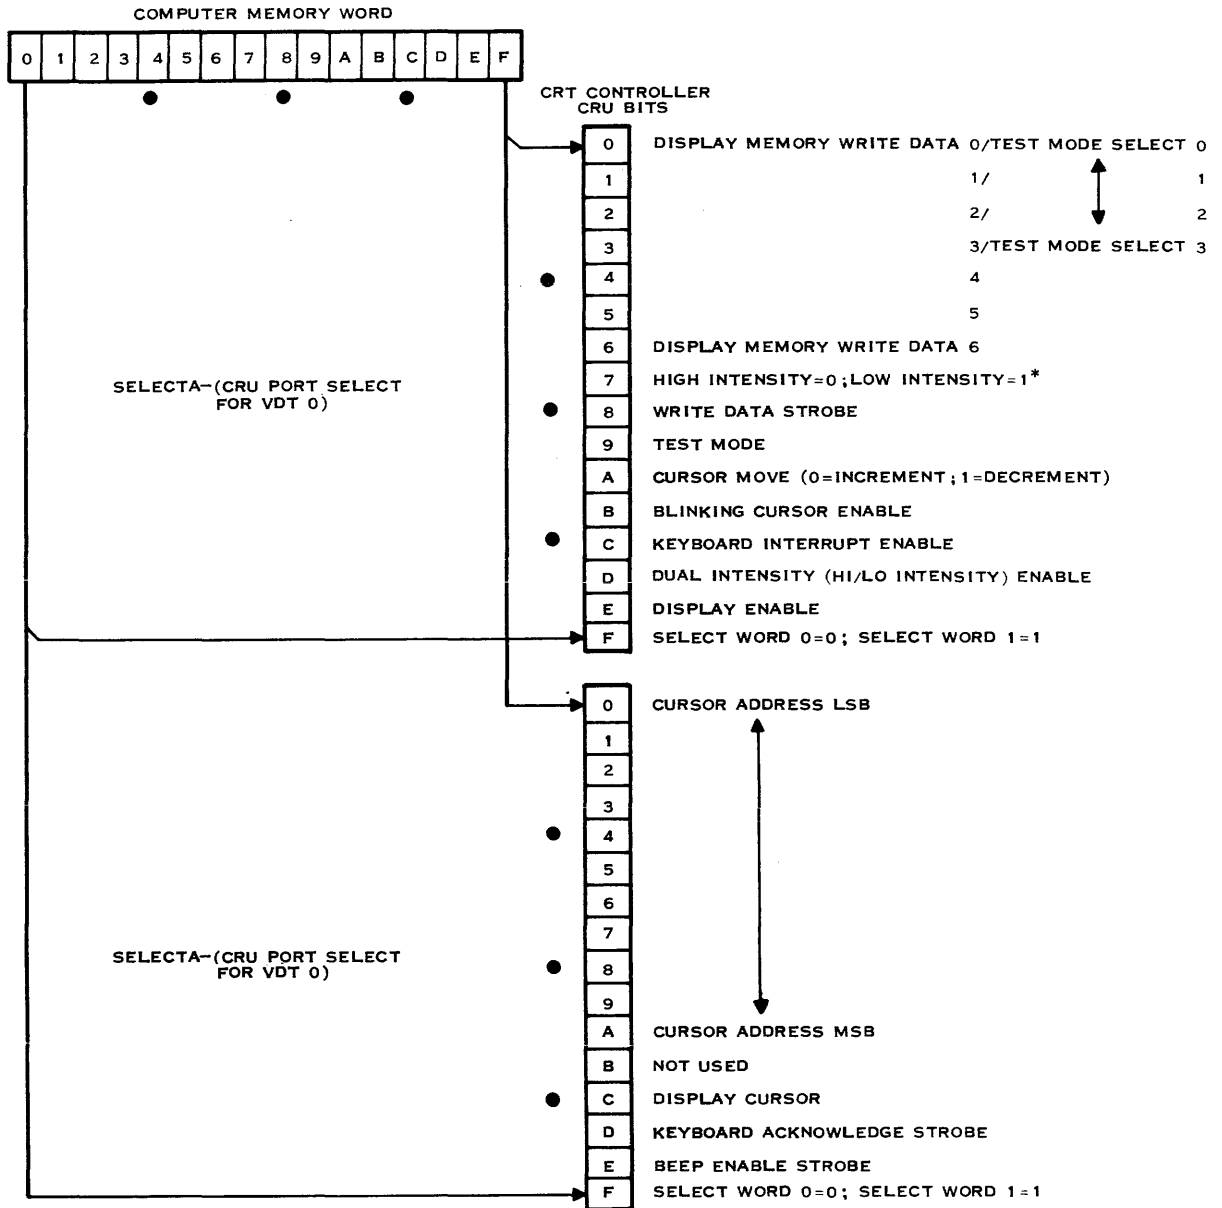 COMPUTER MEMORY WORD
0 1 2 3 4 5 6 7 8 9 A B C D E F
CRT CONTROLLER
CRU BITS
0 DISPLAY MEMORY WRITE DATA 0/TEST MODE SELECT 0
1 1/ 1
2 2/ 2
3 3/TEST MODE SELECT 3
4 4
5 5
6 DISPLAY MEMORY WRITE DATA 6
7 HIGH INTENSITY=0;LOW INTENSITY=1*
SELECTA-(CRU PORT SELECT
FOR VDT 0)
8 WRITE DATA STROBE
9 TEST MODE
A CURSOR MOVE (0=INCREMENT;1=DECREMENT)
B BLINKING CURSOR ENABLE
C KEYBOARD INTERRUPT ENABLE
D DUAL INTENSITY (HI/LO INTENSITY) ENABLE
E DISPLAY ENABLE
F SELECT WORD 0=0; SELECT WORD 1=1
0 CURSOR ADDRESS LSB
1
2
3
4
5
6
7
SELECTA-(CRU PORT SELECT
FOR VDT 0)
8
9
A CURSOR ADDRESS MSB
B NOT USED
C DISPLAY CURSOR
D KEYBOARD ACKNOWLEDGE STROBE
E BEEP ENABLE STROBE
F SELECT WORD 0=0; SELECT WORD 1=1